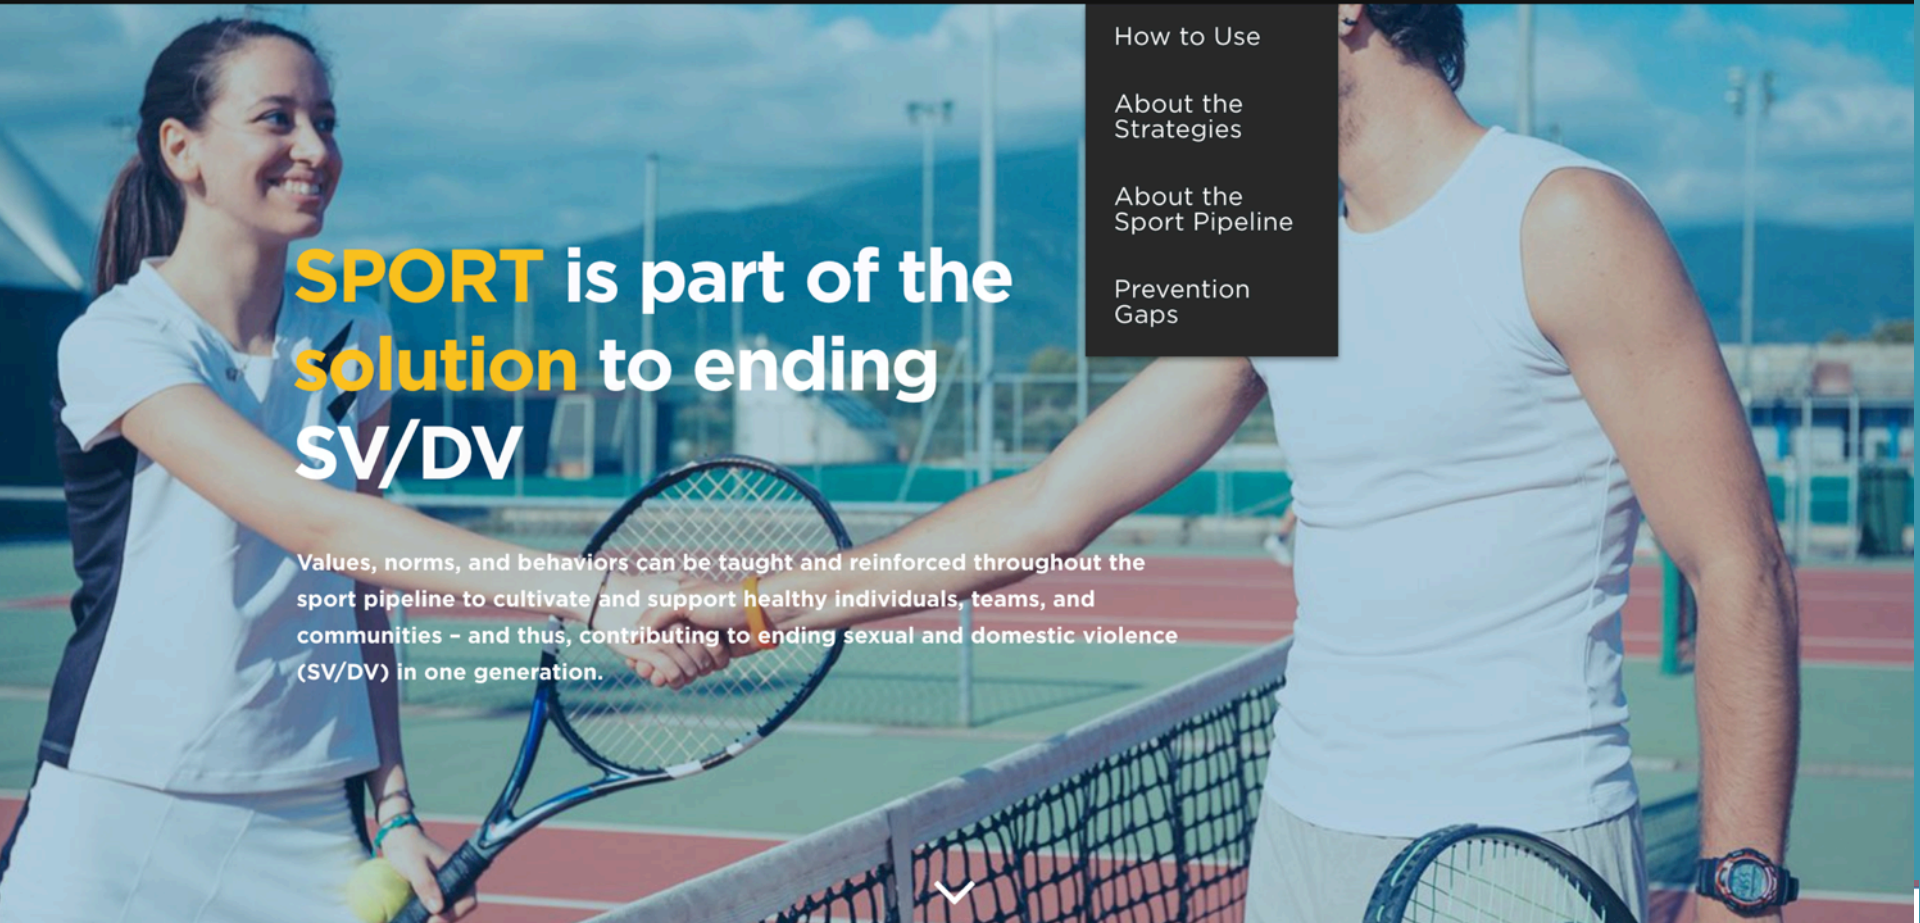 How to Use
About the
Strategies
About the
Sport Pipeline
Prevention
Gaps
SPORT is part of the
solution to ending
SV/DV
Values, norms, and behaviors can be taught and reinforced throughout the
sport pipeline to cultivate and support healthy individuals, teams, and
communities – and thus, contributing to ending sexual and domestic violence
(SV/DV) in one generation.